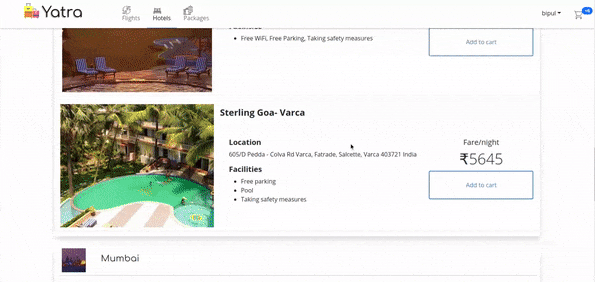 Yatra
Flights
Hotels
Packages
bipul
Free WiFi, Free Parking, Taking safety measures
Add to cart
Sterling Goa- Varca
Location
605/D Pedda - Colva Rd Varca, Fatrade, Salcette, Varca 403721 India
Facilities
Free parking
Pool
Taking safety measures
Fare/night
₹5645
Add to cart
Mumbai